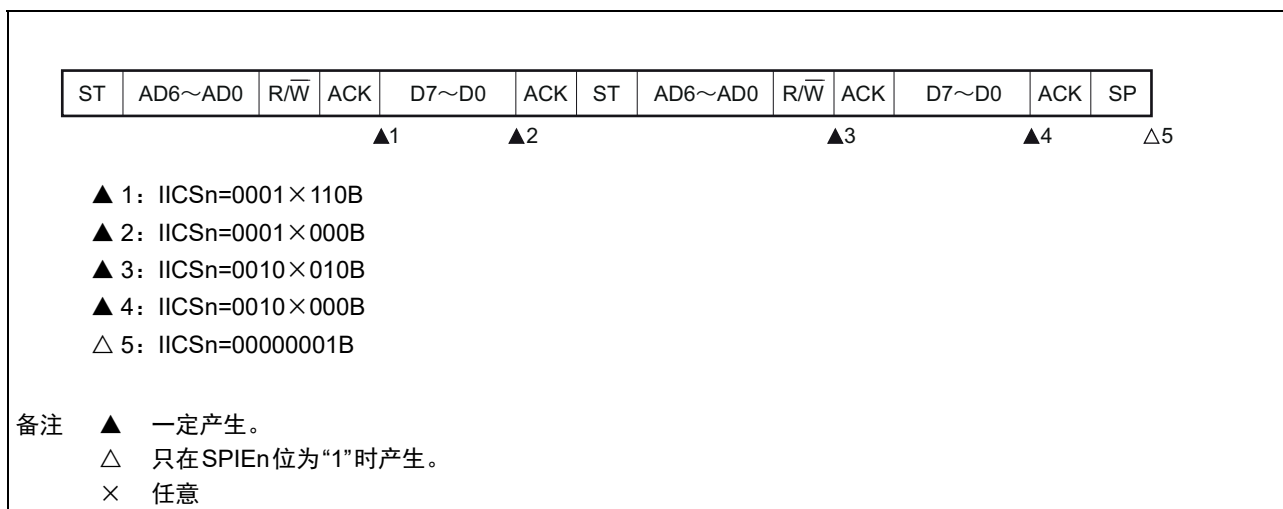 ST AD6～AD0 R/W̅ ACK D7～D0 ACK ST AD6～AD0 R/W̅ ACK D7～D0 ACK SP
▲1 ▲2 ▲3 ▲4 △5
▲ 1：IICSn=0001×110B
▲ 2：IICSn=0001×000B
▲ 3：IICSn=0010×010B
▲ 4：IICSn=0010×000B
△ 5：IICSn=00000001B
备注 ▲ 一定产生。
△ 只在SPIEn位为“1”时产生。
× 任意